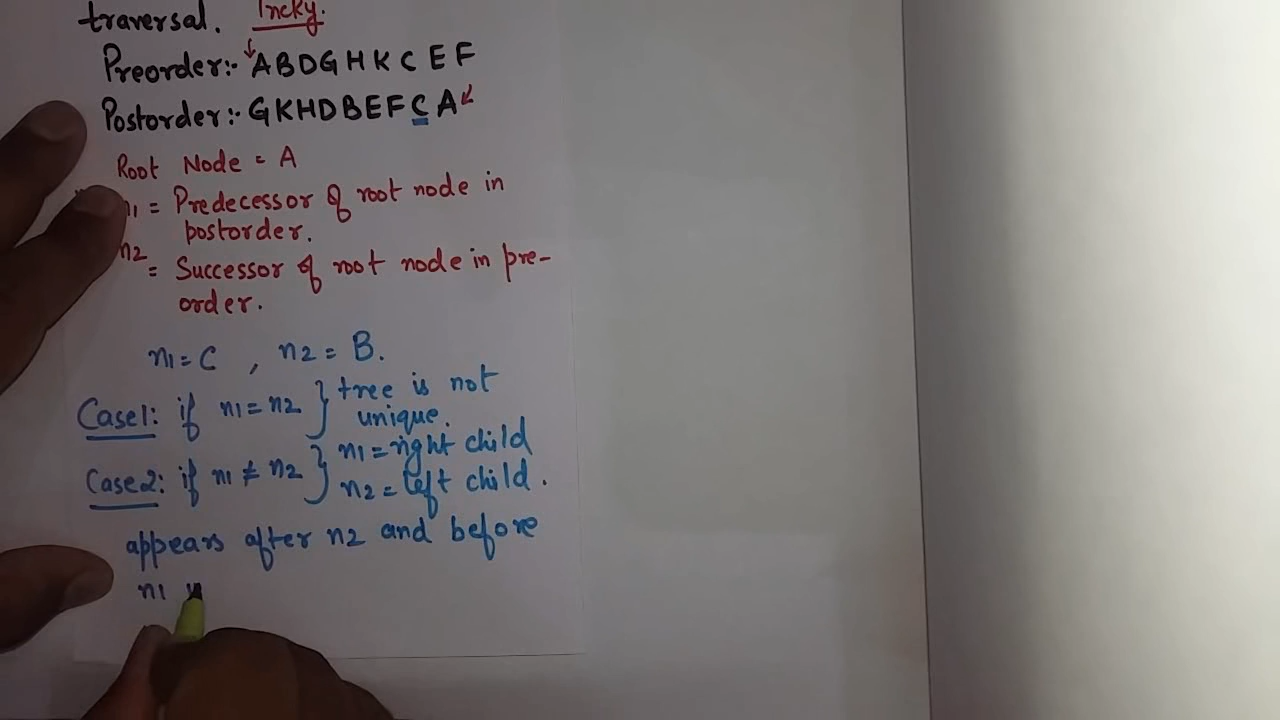 traversal. Tricky.
Preorder:- A B D G H K C E F
Postorder:- G K H D B E F C A
Root Node = A
n1 = Predecessor of root node in
postorder.
n2
= Successor of root node in pre-
order.
n1 = C , n2 = B.
Case1: if n1 = n2 } tree is not
unique.
Case2: if n1 ≠ n2 } n1 = right child
n2 = left child.
appears after n2 and before
n1